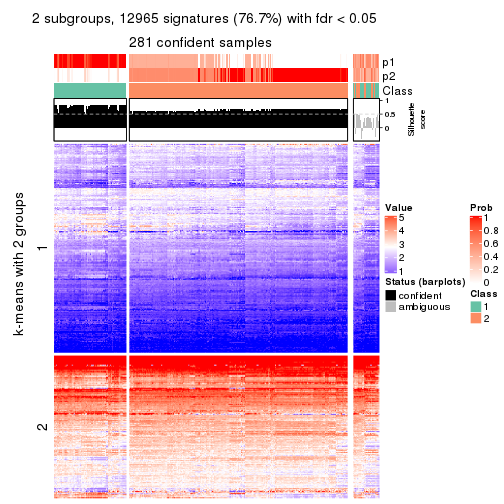 2 subgroups, 12965 signatures (76.7%) with fdr < 0.05
281 confident samples
p1
p2
Class
1
0.5
0
Silhouette
score
k-means with 2 groups
1
2
Value
5
4
3
2
1
Status (barplots)
confident
ambiguous
Prob
1
0.8
0.6
0.4
0.2
0
Class
1
2